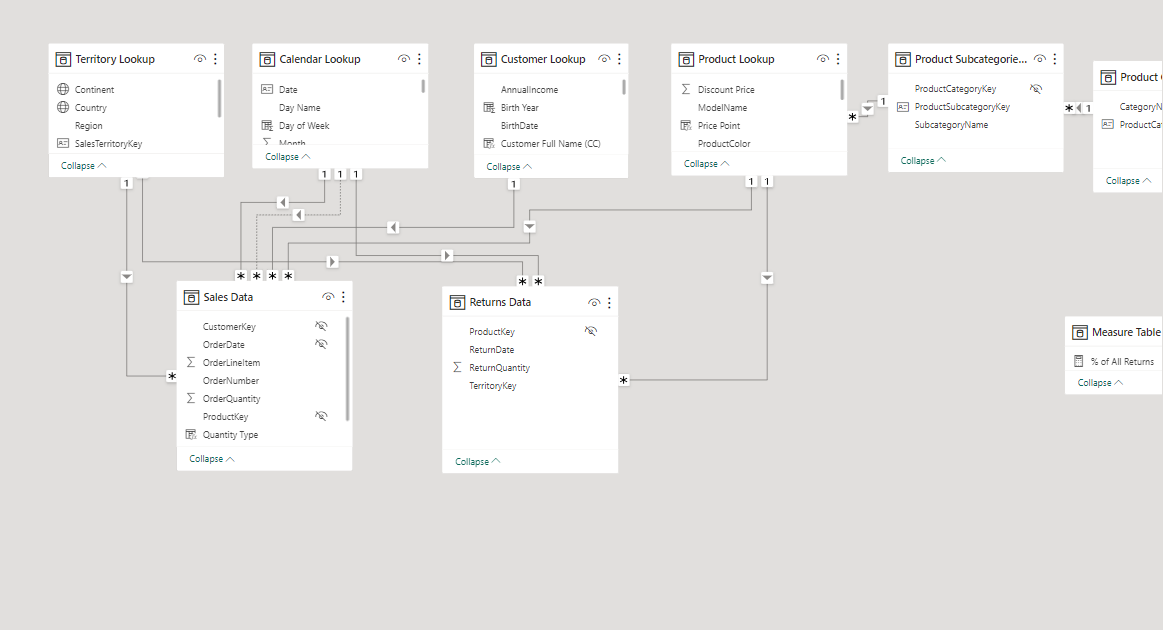 Territory Lookup
Continent
Country
Region
SalesTerritoryKey
Collapse
Calendar Lookup
Date
Day Name
Day of Week
Month
Collapse
Customer Lookup
AnnualIncome
Birth Year
BirthDate
Customer Full Name (CC)
Collapse
Product Lookup
Discount Price
ModelName
Price Point
ProductColor
Collapse
Product Subcategorie...
ProductCategoryKey
ProductSubcategoryKey
SubcategoryName
Collapse
Product
CategoryN
ProductCa
Collapse
* 1 * 1
1 1 1 1 1 1 1
* * * * * *
Sales Data
CustomerKey
OrderDate
OrderLineItem
OrderNumber
OrderQuantity
ProductKey
Quantity Type
Collapse
*
Returns Data
ProductKey
ReturnDate
ReturnQuantity
TerritoryKey
Collapse
*
Measure Table
% of All Returns
Collapse